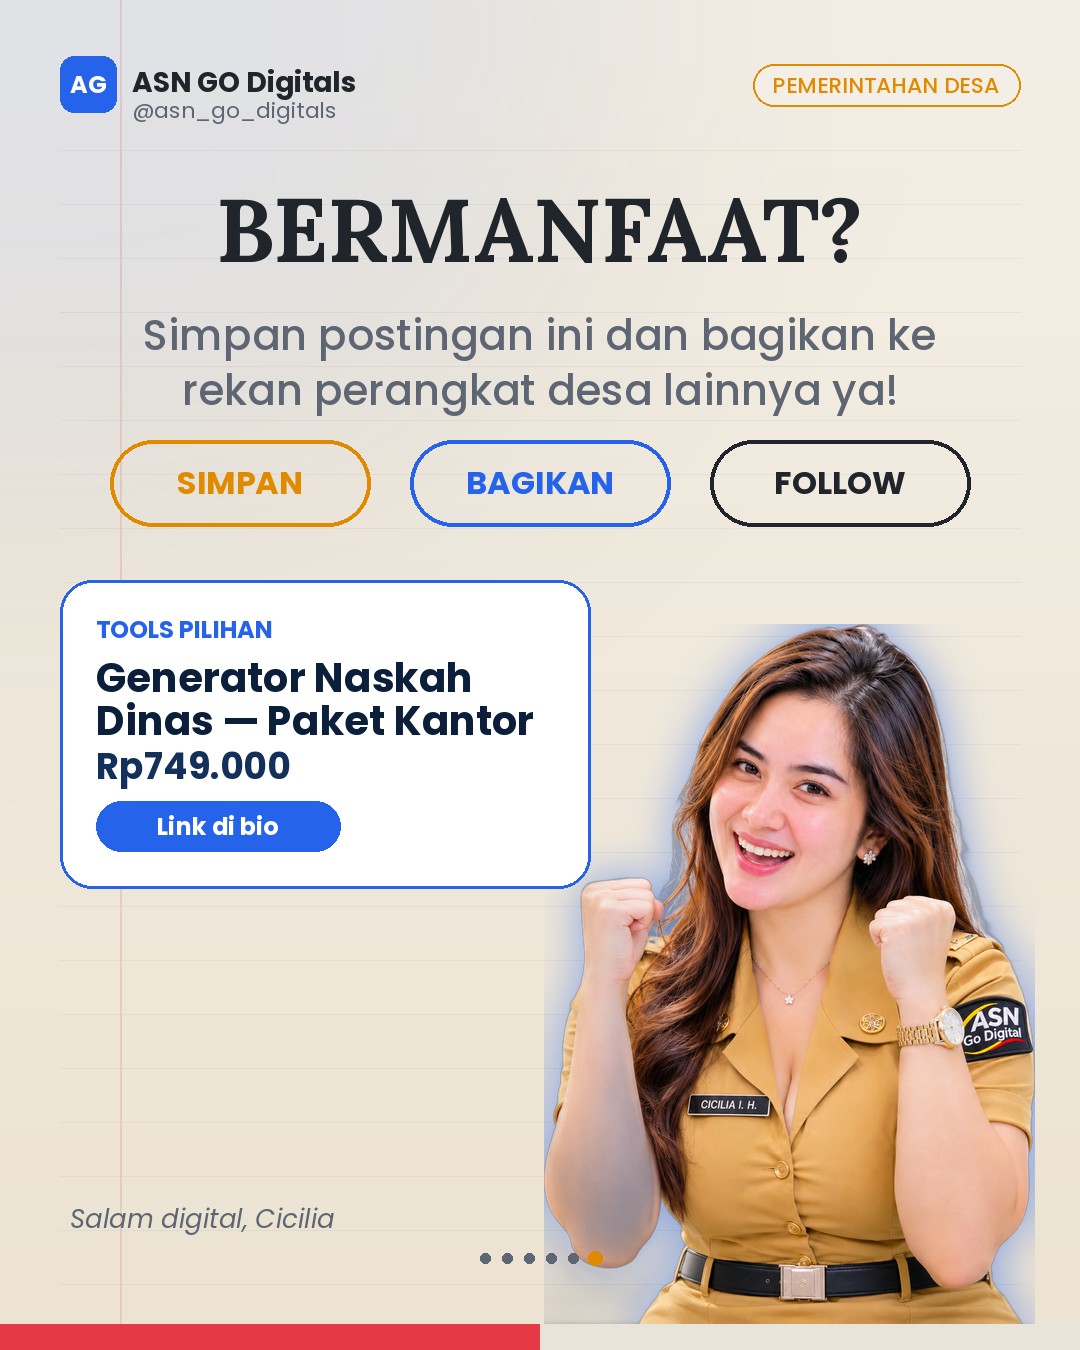 AG
ASN GO Digitals
@asn_go_digitals
PEMERINTAHAN DESA
BERMANFAAT?
Simpan postingan ini dan bagikan ke
rekan perangkat desa lainnya ya!
SIMPAN
BAGIKAN
FOLLOW
TOOLS PILIHAN
Generator Naskah
Dinas — Paket Kantor
Rp749.000
Link di bio
ASN
Go Digital
CICILIA I. H.
Salam digital, Cicilia